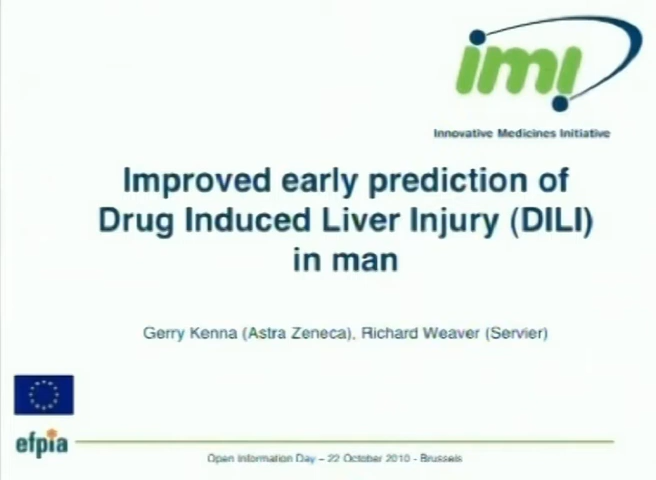 imi
Innovative Medicines Initiative
Improved early prediction of
Drug Induced Liver Injury (DILI)
in man
Gerry Kenna (Astra Zeneca), Richard Weaver (Servier)
efpia
Open Information Day – 22 October 2010 - Brussels